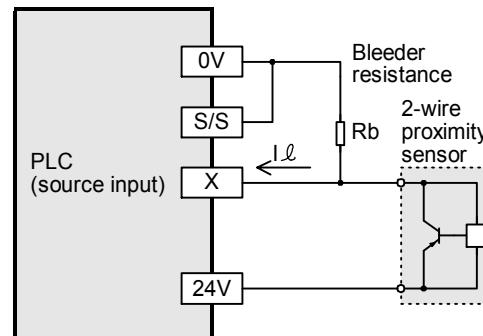 0V
S/S
X
24V
PLC
(source input)
Iℓ
Bleeder
resistance
Rb
2-wire
proximity
sensor